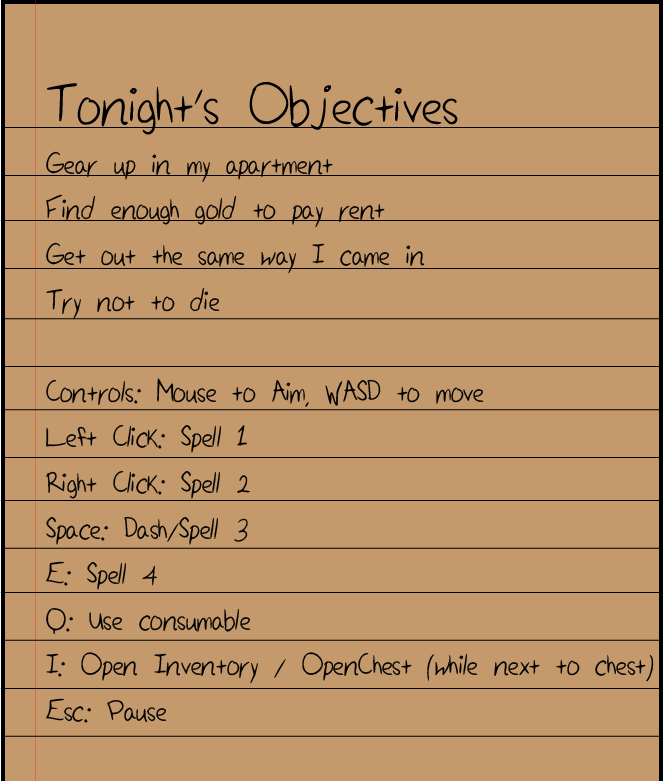 Tonight's Objectives
Gear up in my apartment
Find enough gold to pay rent
Get out the same way I came in
Try not to die
Controls: Mouse to Aim, WASD to move
Left Click: Spell 1
Right Click: Spell 2
Space: Dash/Spell 3
E: Spell 4
Q: Use consumable
I: Open Inventory / OpenChest (while next to chest)
Esc: Pause